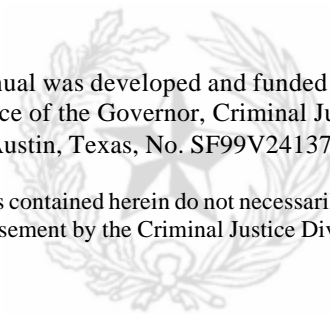 nual was developed and funded
ce of the Governor, Criminal Ju
Austin, Texas, No. SF99V24137
s contained herein do not necessari
sement by the Criminal Justice Div